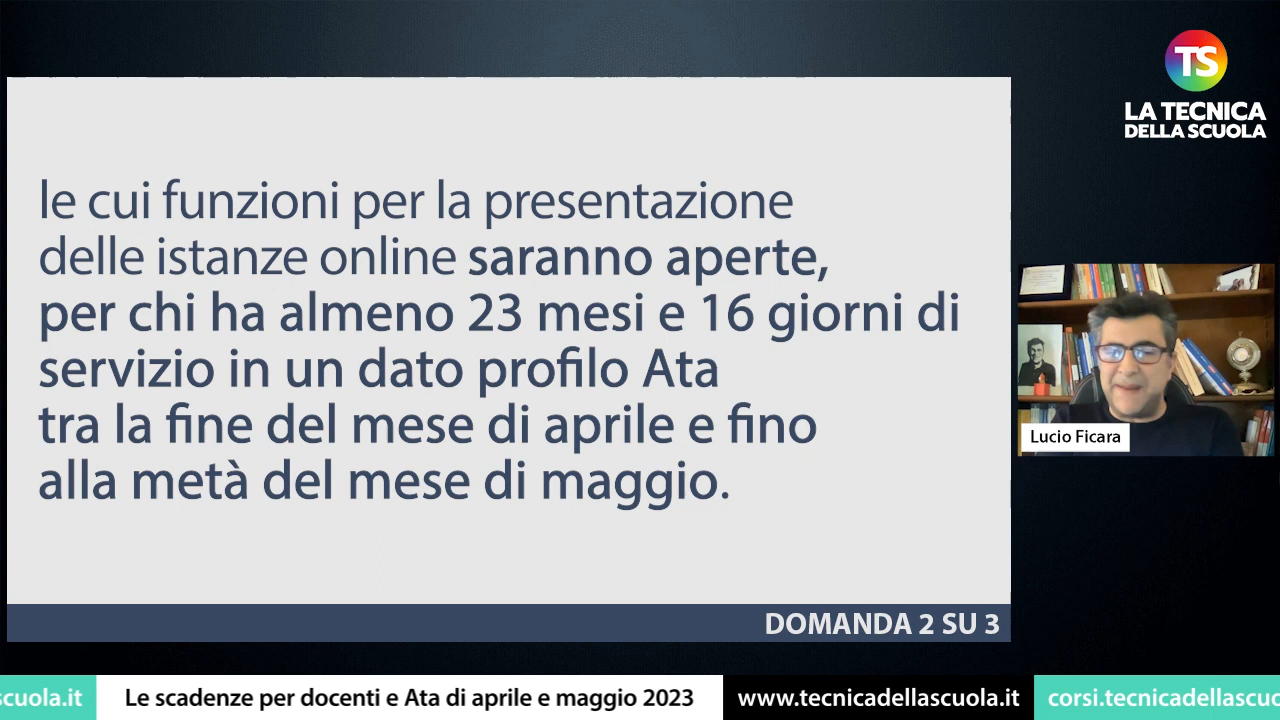 TS
LA TECNICA
DELLA SCUOLA
le cui funzioni per la presentazione
delle istanze online saranno aperte,
per chi ha almeno 23 mesi e 16 giorni di
servizio in un dato profilo Ata
tra la fine del mese di aprile e fino
alla metà del mese di maggio.
Lucio Ficara
DOMANDA 2 SU 3
scuola.it
Le scadenze per docenti e Ata di aprile e maggio 2023
www.tecnicadellascuola.it
corsi.tecnicadellascuo